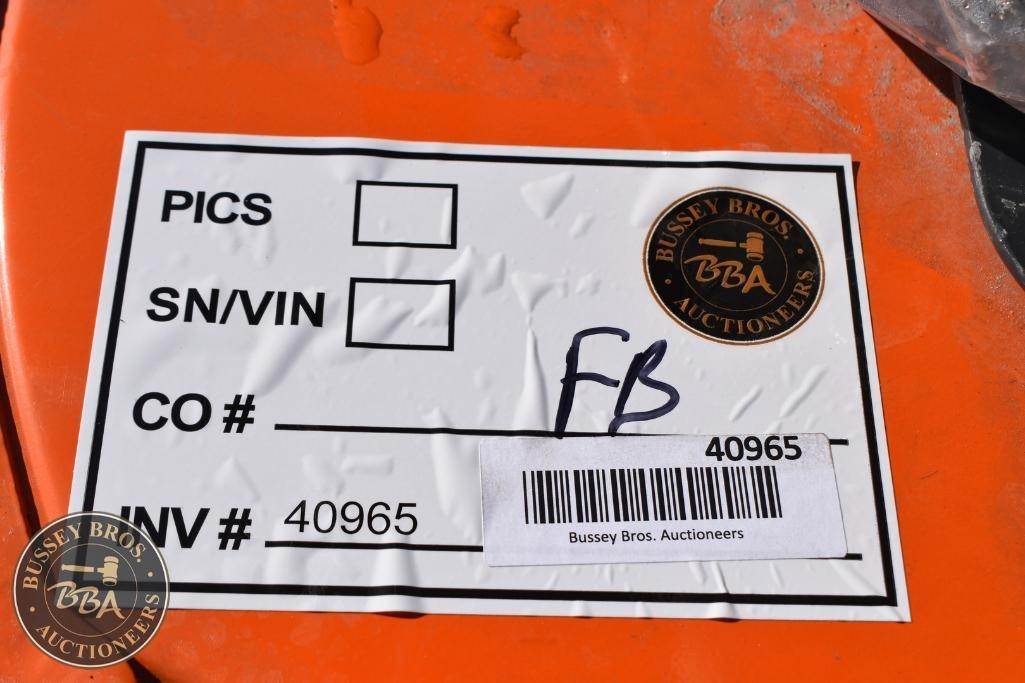 PICS
BUSSEY BROS.
BBA
AUCTIONEERS
SN/VIN
FB
CO #
40965
INV # 40965
Bussey Bros. Auctioneers
BUSSEY BROS.
BBA
AUCTIONEERS